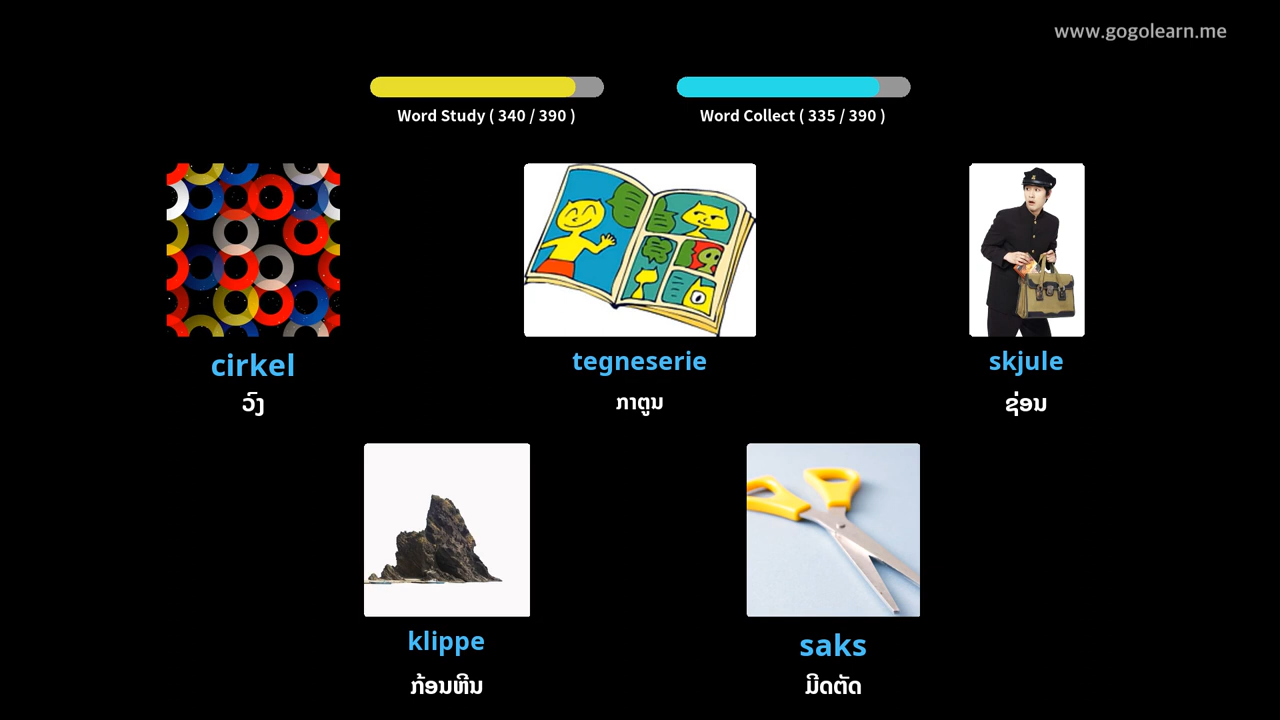 www.gogolearn.me
Word Study ( 340 / 390 )
Word Collect ( 335 / 390 )
cirkel
ວົງ
tegneserie
ກາຕູນ
skjule
ຊ່ອນ
klippe
ກ້ອນຫີນ
saks
ມີດຕັດ